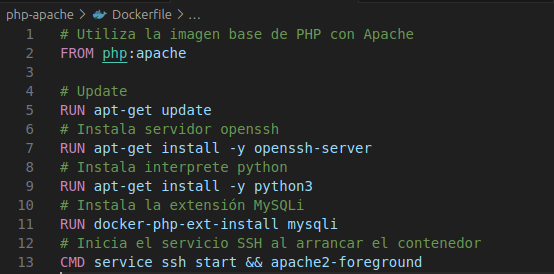 php-apache > Dockerfile > ...
1 # Utiliza la imagen base de PHP con Apache
2 FROM php:apache
3
4 # Update
5 RUN apt-get update
6 # Instala servidor openssh
7 RUN apt-get install -y openssh-server
8 # Instala interprete python
9 RUN apt-get install -y python3
10 # Instala la extensión MySQLi
11 RUN docker-php-ext-install mysqli
12 # Inicia el servicio SSH al arrancar el contenedor
13 CMD service ssh start && apache2-foreground